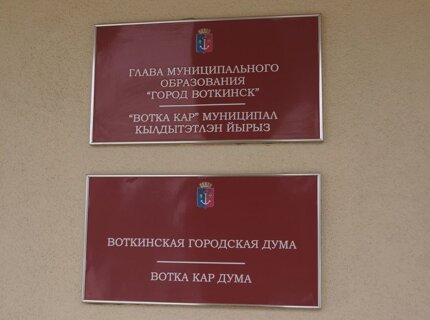 ГЛАВА МУНИЦИПАЛЬНОГО
ОБРАЗОВАНИЯ
"ГОРОД ВОТКИНСК"
"ВОТКА КАР" МУНИЦИПАЛ
КЫЛДЫТЭТЛЭН ЙЫРЫЗ
ВОТКИНСКАЯ ГОРОДСКАЯ ДУМА
ВОТКА КАР ДУМА